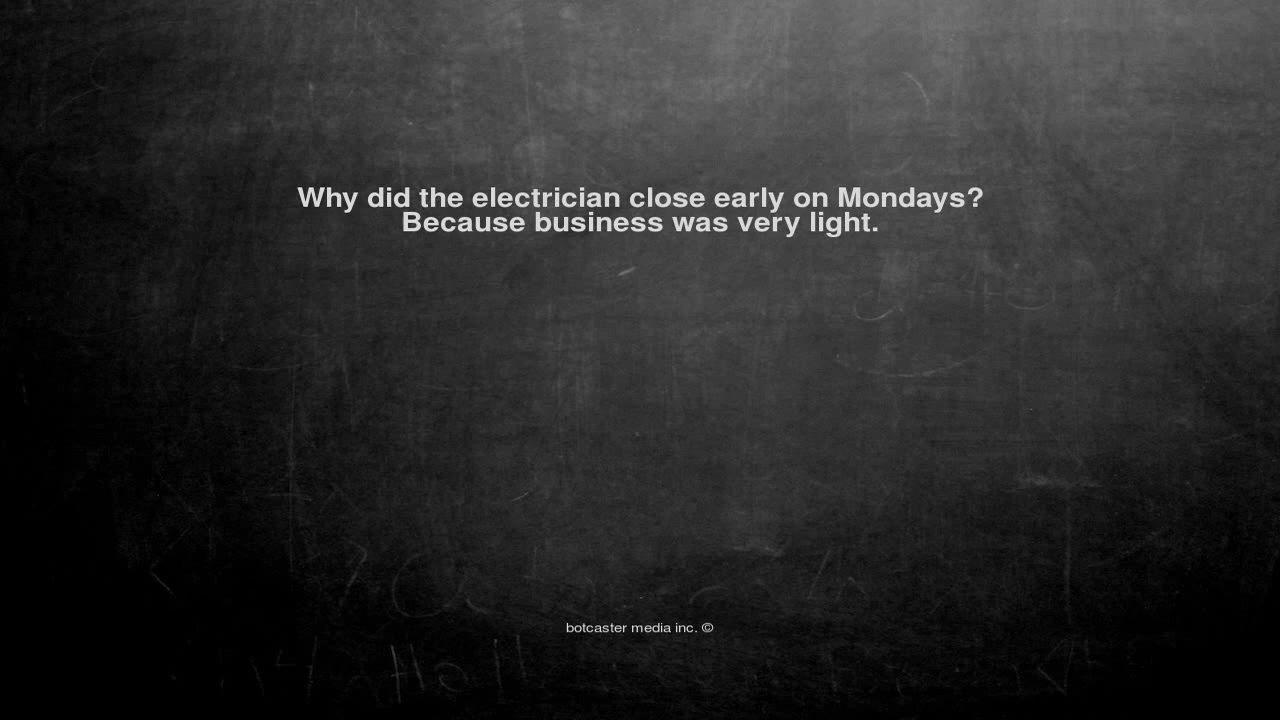 Why did the electrician close early on Mondays?
Because business was very light.
botcaster media inc. ©